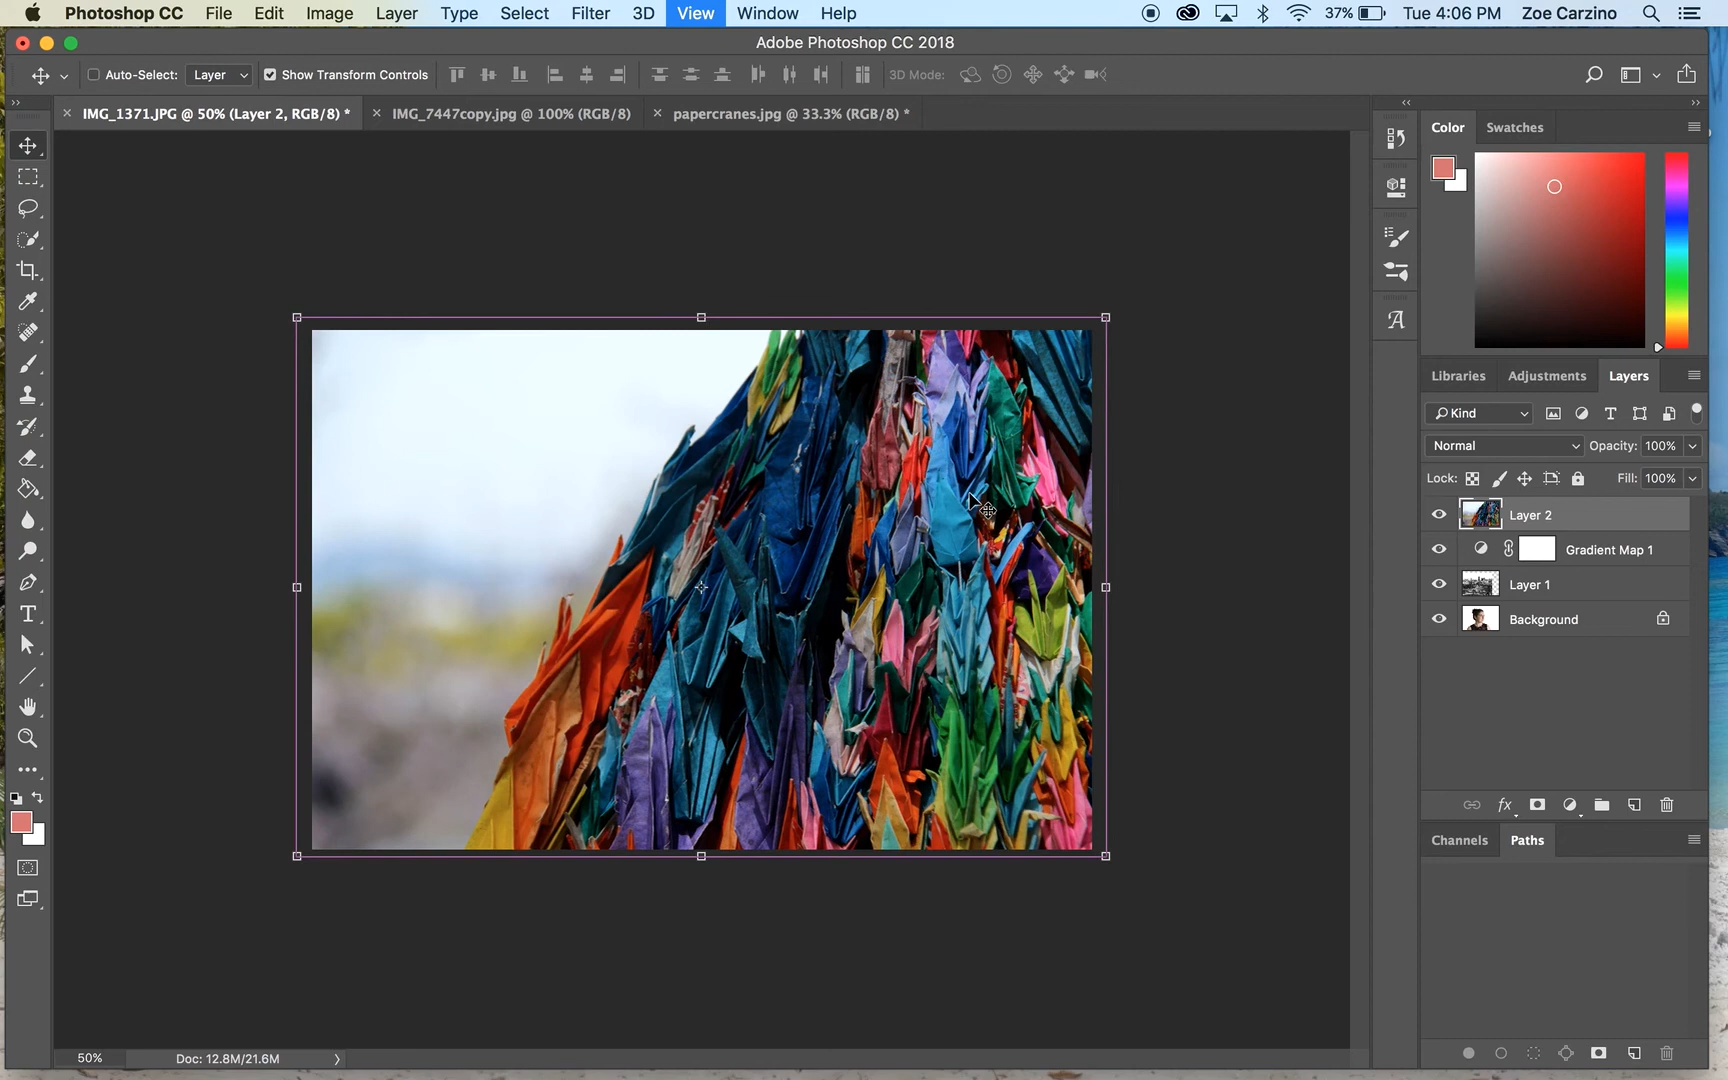 Photoshop CC File Edit Image Layer Type Select Filter 3D View Window Help 37% Tue 4:06 PM Zoe Carzino
Adobe Photoshop CC 2018
Auto-Select: Layer Show Transform Controls 3D Mode:
IMG_1371.JPG @ 50% (Layer 2, RGB/8) * IMG_7447copy.jpg @ 100% (RGB/8) papercranes.jpg @ 33.3% (RGB/8) *
Color Swatches
Libraries Adjustments Layers
Kind
Normal Opacity: 100%
Lock: Fill: 100%
Layer 2
Gradient Map 1
Layer 1
Background
fx
Channels Paths
50% Doc: 12.8M/21.6M